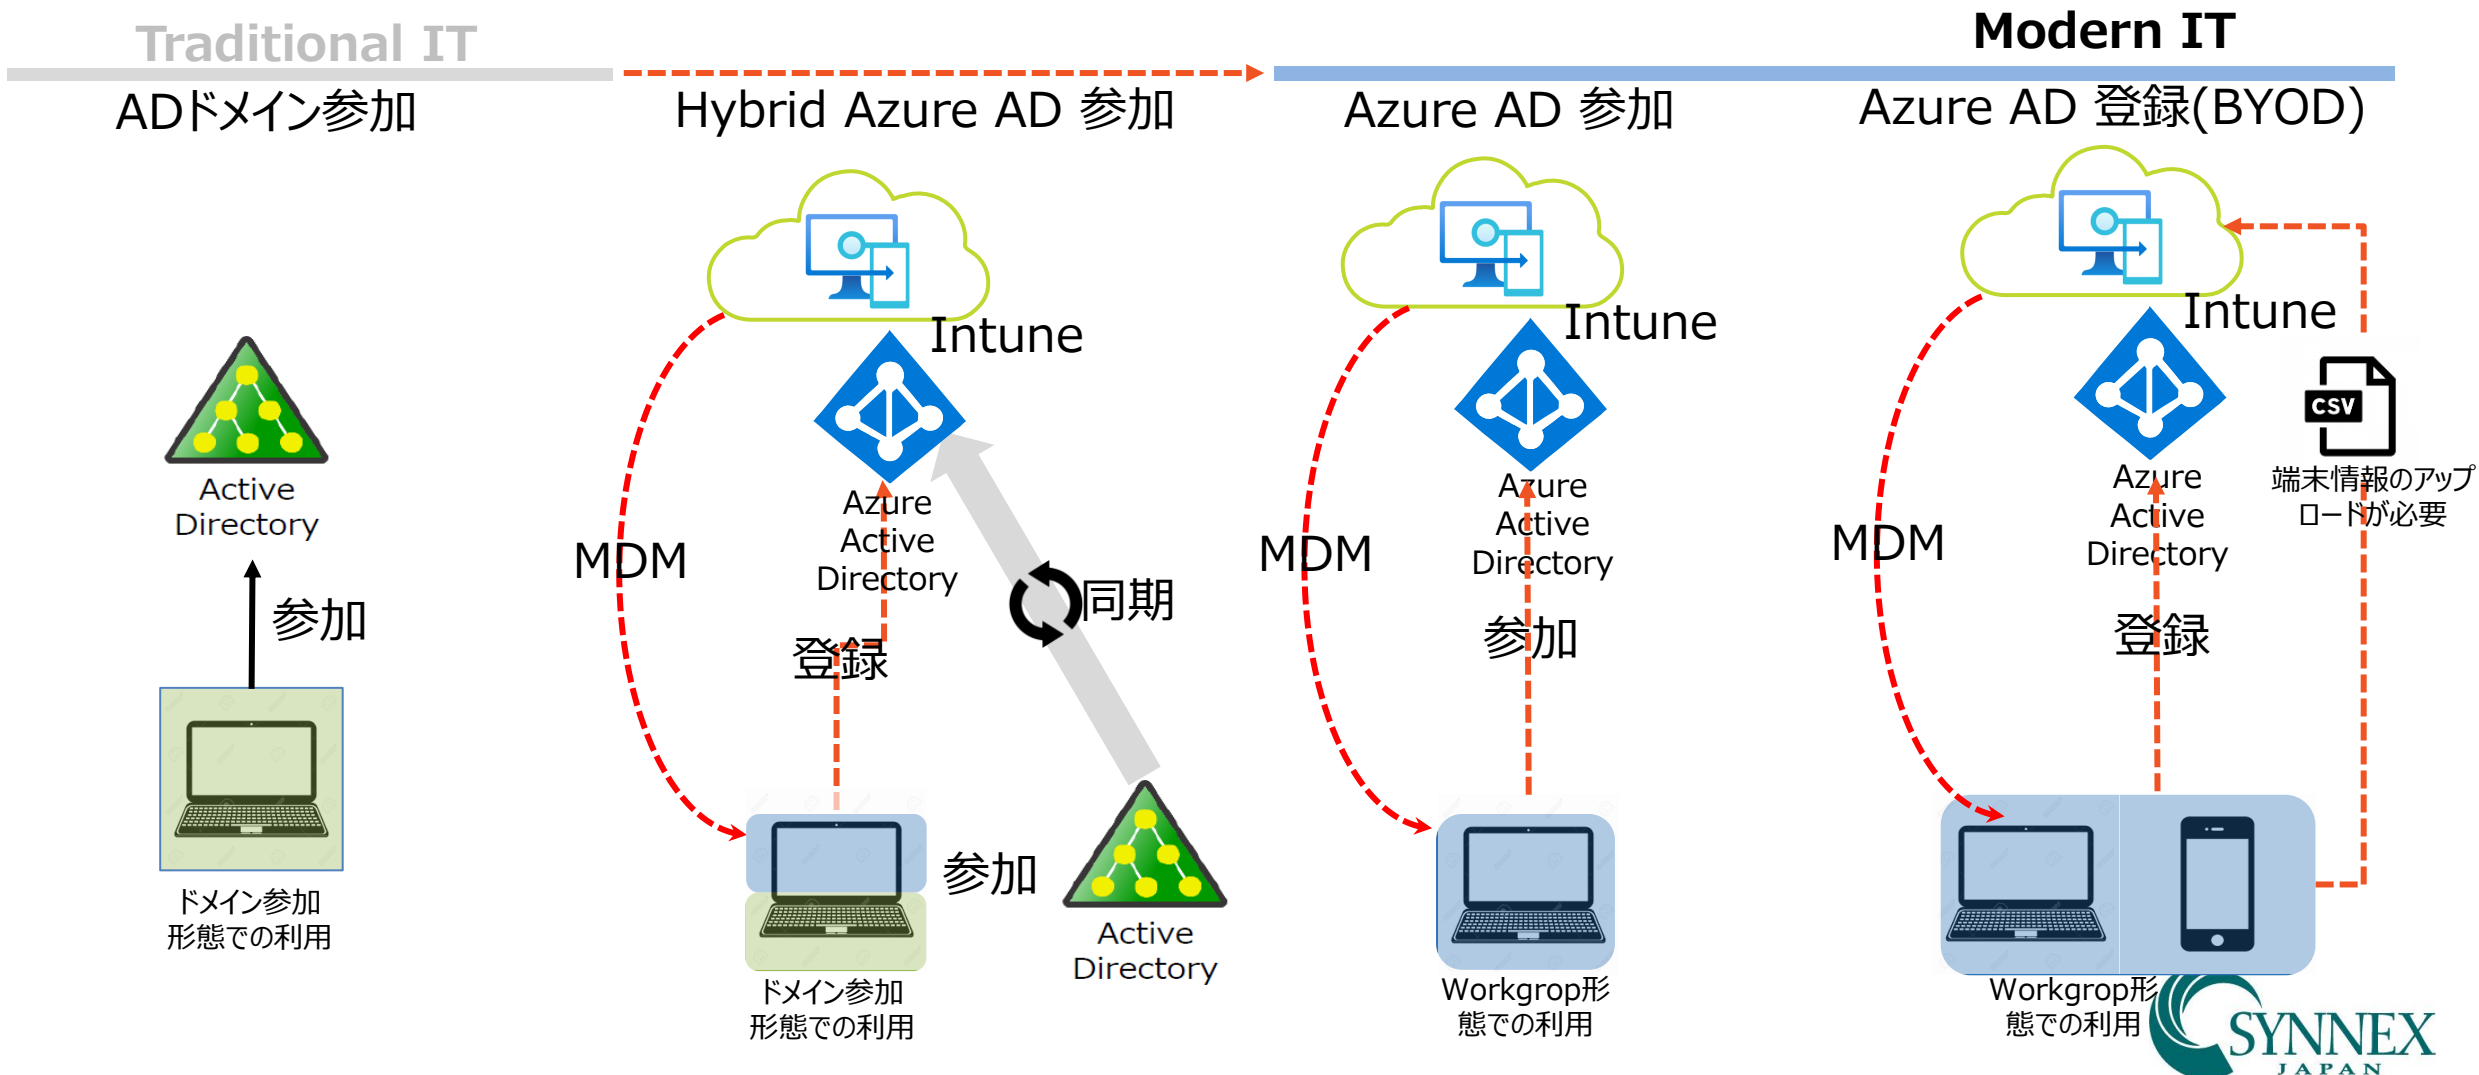 Traditional IT
Modern IT
ADドメイン参加
Hybrid Azure AD 参加
Azure AD 参加
Azure AD 登録(BYOD)
Active
Directory
参加
ドメイン参加
形態での利用
Intune
Azure
Active
Directory
MDM
登録
同期
参加
Active
Directory
ドメイン参加
形態での利用
Intune
Azure
Active
Directory
MDM
参加
Workgrop形
態での利用
Intune
Azure
Active
Directory
MDM
登録
CSV
端末情報のアップ
ロードが必要
Workgrop形
態での利用
SYNNEX
JAPAN